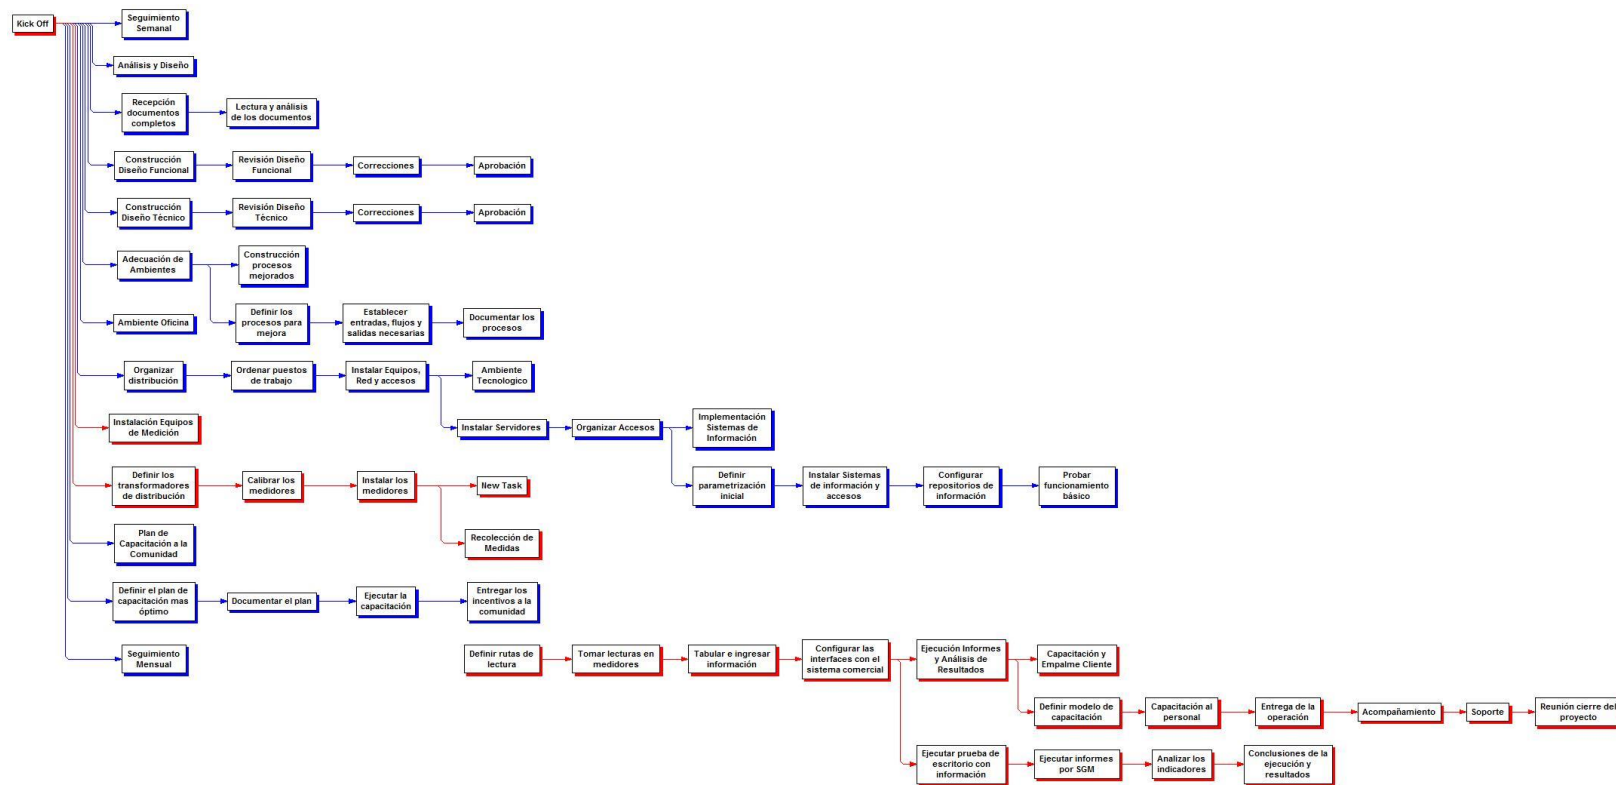 Kick Off
Seguimiento
Semanal
Análisis y Diseño
Recepción
documentos
completos
Lectura y análisis
de los documentos
Construcción
Diseño Funcional
Revisión Diseño
Funcional
Correcciones
Aprobación
Construcción
Diseño Técnico
Revisión Diseño
Técnico
Correcciones
Aprobación
Adecuación de
Ambientes
Construcción
procesos
mejorados
Ambiente Oficina
Definir los
procesos para
mejora
Establecer
entradas, flujos y
salidas necesarias
Documentar los
procesos
Organizar
distribución
Ordenar puestos
de trabajo
Instalar Equipos,
Red y accesos
Ambiente
Tecnologico
Instalación Equipos
de Medición
Instalar Servidores
Organizar Accesos
Implementación
Sistemas de
Información
Definir los
transformadores
de distribución
Calibrar los
medidores
Instalar los
medidores
New Task
Definir
parametrización
inicial
Instalar Sistemas
de información y
accesos
Configurar
repositorios de
información
Probar
funcionamiento
básico
Plan de
Capacitación a la
Comunidad
Recolección de
Medidas
Definir el plan de
capacitación mas
óptimo
Documentar el plan
Ejecutar la
capacitación
Entregar los
incentivos a la
comunidad
Seguimiento
Mensual
Definir rutas de
lectura
Tomar lecturas en
medidores
Tabular e ingresar
información
Configurar las
interfaces con el
sistema comercial
Ejecución Informes
y Análisis de
Resultados
Capacitación y
Empalme Cliente
Definir modelo de
capacitación
Capacitación al
personal
Entrega de la
operación
Acompañamiento
Soporte
Reunión cierre del
proyecto
Ejecutar prueba de
escritorio con
información
Ejecutar informes
por SGM
Analizar los
indicadores
Conclusiones de la
ejecución y
resultados